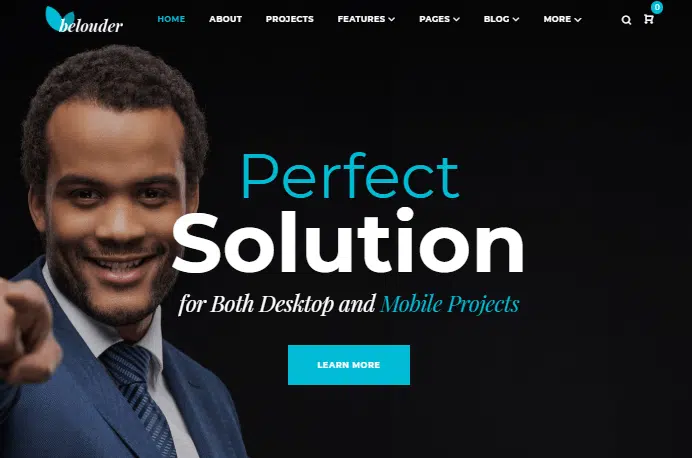 belouder
HOME ABOUT PROJECTS FEATURES PAGES BLOG MORE
0
Perfect
Solution
for Both Desktop and Mobile Projects
LEARN MORE